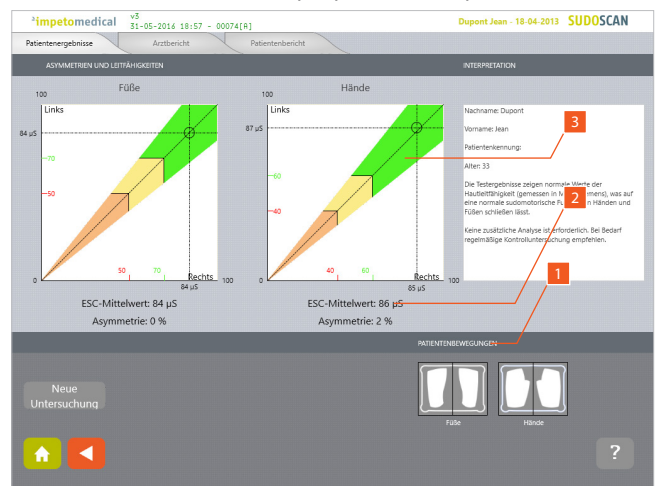 impetomedical
v3
31-05-2016 18:57 - 00074[A]
Dupont Jean - 18-04-2013
SUDOSCAN
Patientenergebnisse
Arztbericht
Patientenbericht
ASYMMETRIEN UND LEITFÄHIGKEITEN
INTERPRETATION
Füße
100
Links
84 µS
70
50
0
50
70
Rechts
100
84 µS
ESC-Mittelwert: 84 µS
Asymmetrie: 0 %
Hände
100
Links
87 µS
60
40
0
40
60
Rechts
100
85 µS
ESC-Mittelwert: 86 µS
Asymmetrie: 2 %
Nachname: Dupont
Vorname: Jean
Patientenkennung:
Alter: 33
Die Testergebnisse zeigen normale Werte der
Hautleitfähigkeit (gemessen in M emens), was auf
eine normale sudomotorische Fu n Händen und
Füßen schließen lässt.
Keine zusätzliche Analyse ist erforderlich. Bei Bedarf
regelmäßige Kontrolluntersuchung empfehlen.
3
2
1
PATIENTENBEWEGUNGEN
Füße
Hände
Neue
Untersuchung
?